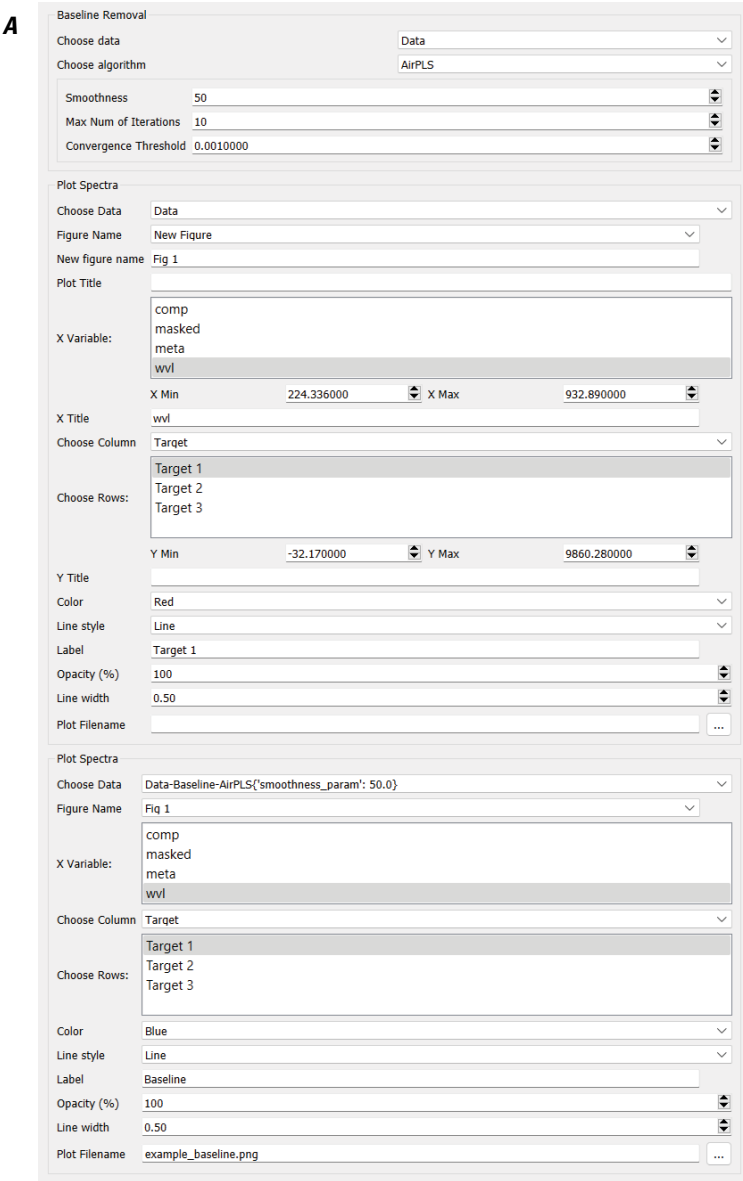 A
Baseline Removal
Choose data Data
Choose algorithm AirPLS
Smoothness 50
Max Num of Iterations 10
Convergence Threshold 0.0010000
Plot Spectra
Choose Data Data
Figure Name New Figure
New figure name Fig 1
Plot Title
comp
masked
X Variable:
meta
wvl
X Min 224.336000 X Max 932.890000
X Title wvl
Choose Column Target
Target 1
Target 2
Choose Rows:
Target 3
Y Min -32.170000 Y Max 9860.280000
Y Title
Color Red
Line style Line
Label Target 1
Opacity (%) 100
Line width 0.50
Plot Filename ...
Plot Spectra
Choose Data Data-Baseline-AirPLS{'smoothness_param': 50.0}
Figure Name Fig 1
comp
masked
X Variable:
meta
wvl
Choose Column Target
Target 1
Target 2
Choose Rows:
Target 3
Color Blue
Line style Line
Label Baseline
Opacity (%) 100
Line width 0.50
Plot Filename example_baseline.png ...